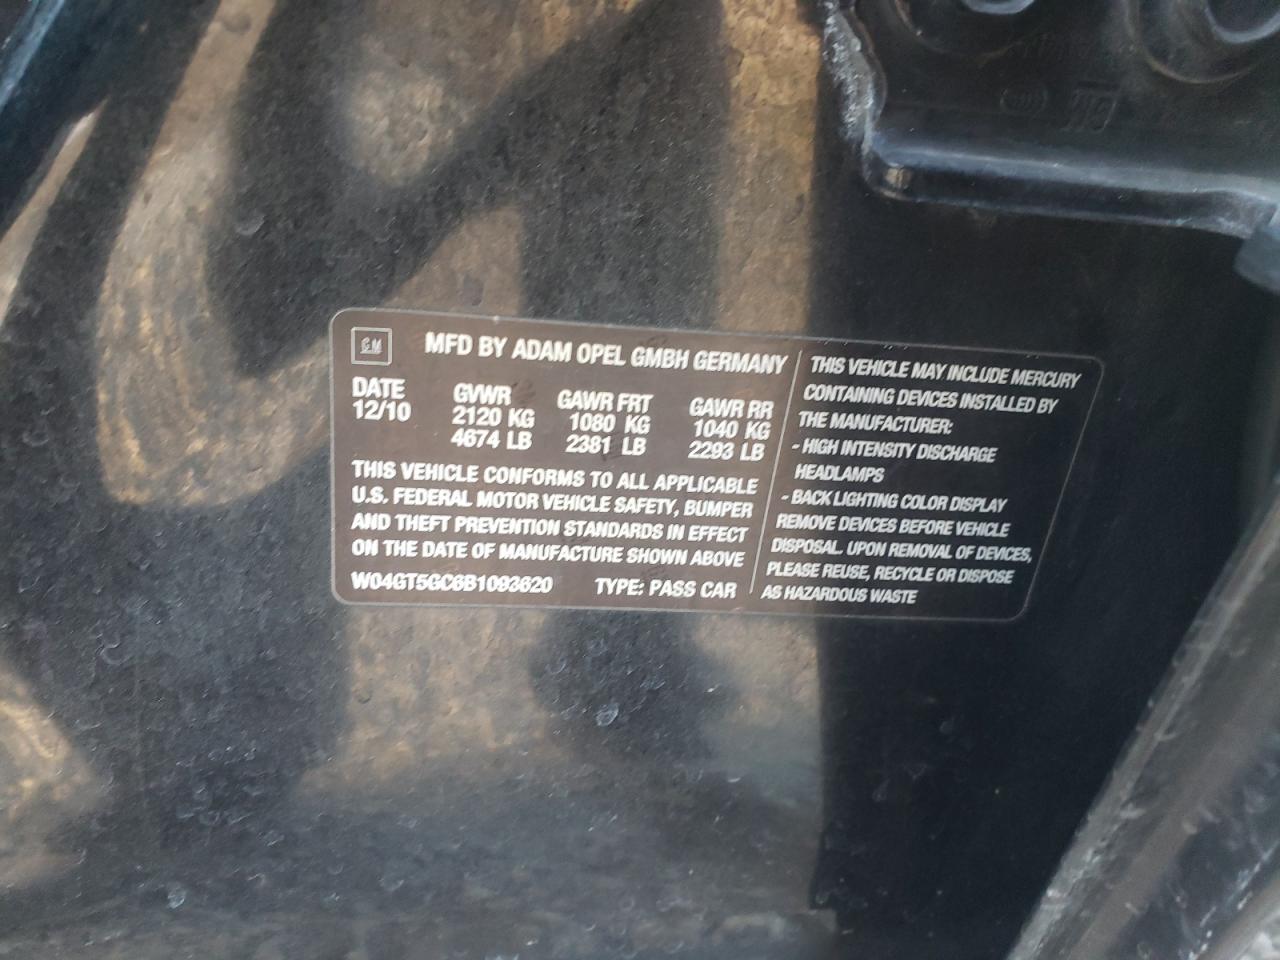 GM
MFD BY ADAM OPEL GMBH GERMANY
DATE GVWR GAWR FRT GAWR RR
12/10 2120 KG 1080 KG 1040 KG
4674 LB 2381 LB 2293 LB
THIS VEHICLE CONFORMS TO ALL APPLICABLE
U.S. FEDERAL MOTOR VEHICLE SAFETY, BUMPER
AND THEFT PREVENTION STANDARDS IN EFFECT
ON THE DATE OF MANUFACTURE SHOWN ABOVE
W04GT5GC6B1093620 TYPE: PASS CAR
THIS VEHICLE MAY INCLUDE MERCURY
CONTAINING DEVICES INSTALLED BY
THE MANUFACTURER:
- HIGH INTENSITY DISCHARGE
HEADLAMPS
- BACK LIGHTING COLOR DISPLAY
REMOVE DEVICES BEFORE VEHICLE
DISPOSAL. UPON REMOVAL OF DEVICES,
PLEASE REUSE, RECYCLE OR DISPOSE
AS HAZARDOUS WASTE